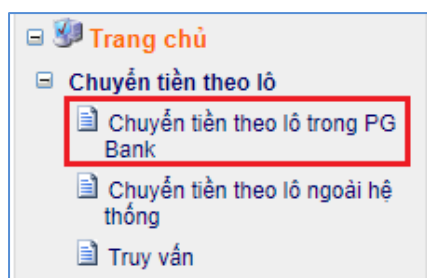 Trang chủ
Chuyển tiền theo lô
Chuyển tiền theo lô trong PG
Bank
Chuyển tiền theo lô ngoài hệ
thống
Truy vấn